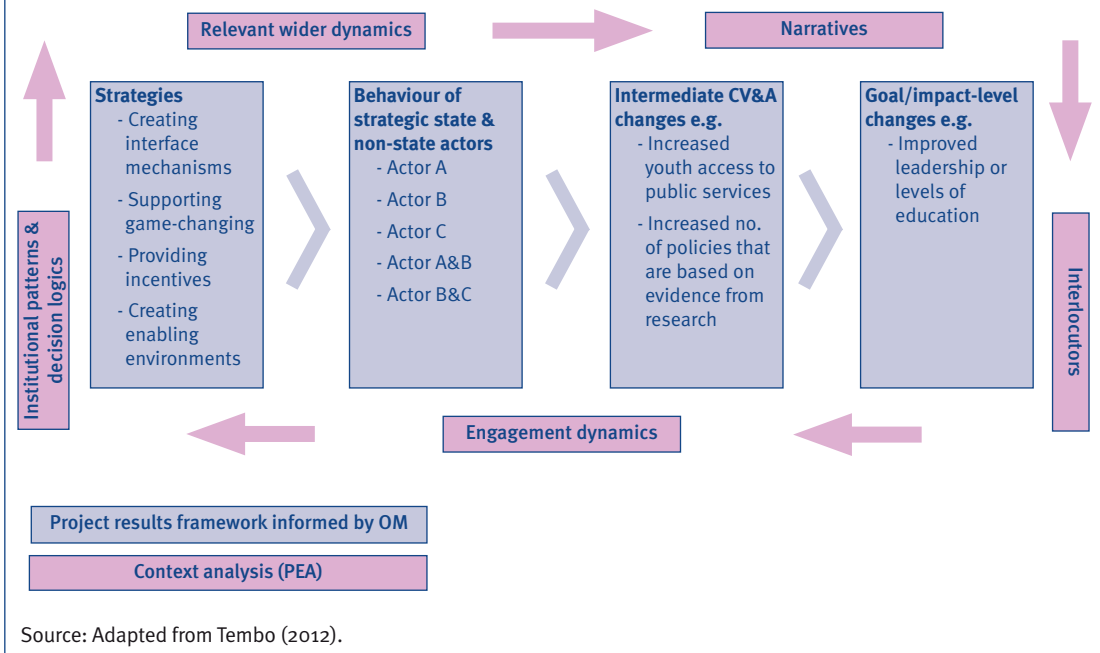 Relevant wider dynamics
Narratives
Institutional patterns &
decision logics
Strategies
- Creating
interface
mechanisms
- Supporting
game-changing
- Providing
incentives
- Creating
enabling
environments
Behaviour of
strategic state &
non-state actors
- Actor A
- Actor B
- Actor C
- Actor A&B
- Actor B&C
Intermediate CV&A
changes e.g.
- Increased
youth access to
public services
- Increased no.
of policies that
are based on
evidence from
research
Goal/impact-level
changes e.g.
- Improved
leadership or
levels of
education
Interlocutors
Engagement dynamics
Project results framework informed by OM
Context analysis (PEA)
Source: Adapted from Tembo (2012).